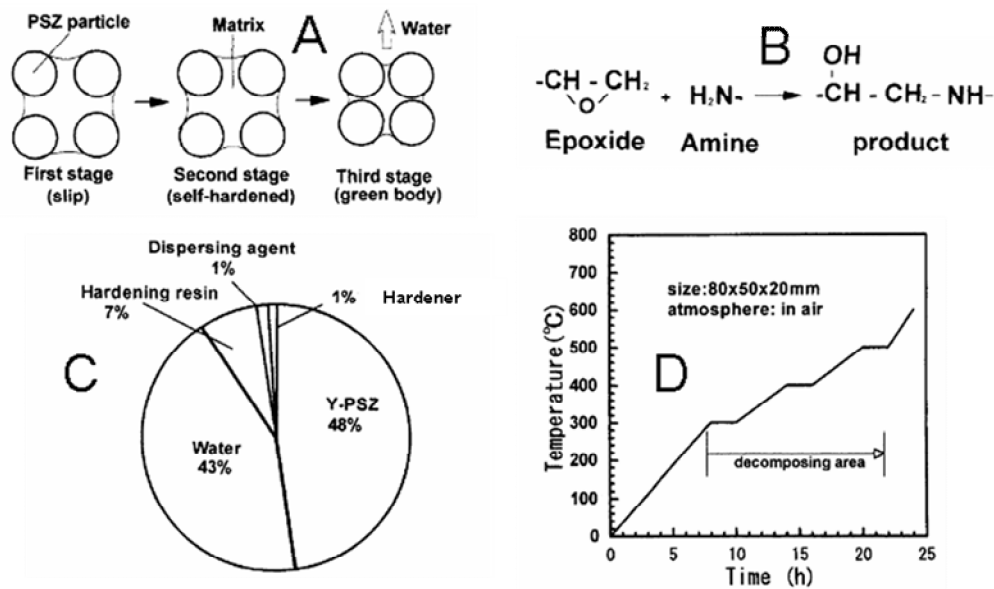 PSZ particle
Matrix
A
Water
First stage
(slip)
Second stage
(self-hardened)
Third stage
(green body)
B
OH
-CH - CH₂
O
+
H₂N-
-CH - CH₂ - NH-
Epoxide
Amine
product
C
Dispersing agent
1%
Hardening resin
7%
1%
Hardener
Y-PSZ
48%
Water
43%
D
800
700
600
500
400
300
200
100
0
Temperature(℃)
size:80x50x20mm
atmosphere: in air
decomposing area
0
5
10
15
20
25
Time (h)